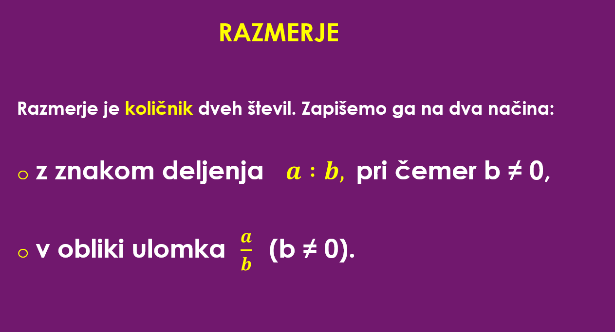 RAZMERJE
Razmerje je količnik dveh števil. Zapišemo ga na dva načina:
o z znakom deljenja a : b, pri čemer b ≠ 0,
o v obliki ulomka a/b (b ≠ 0).